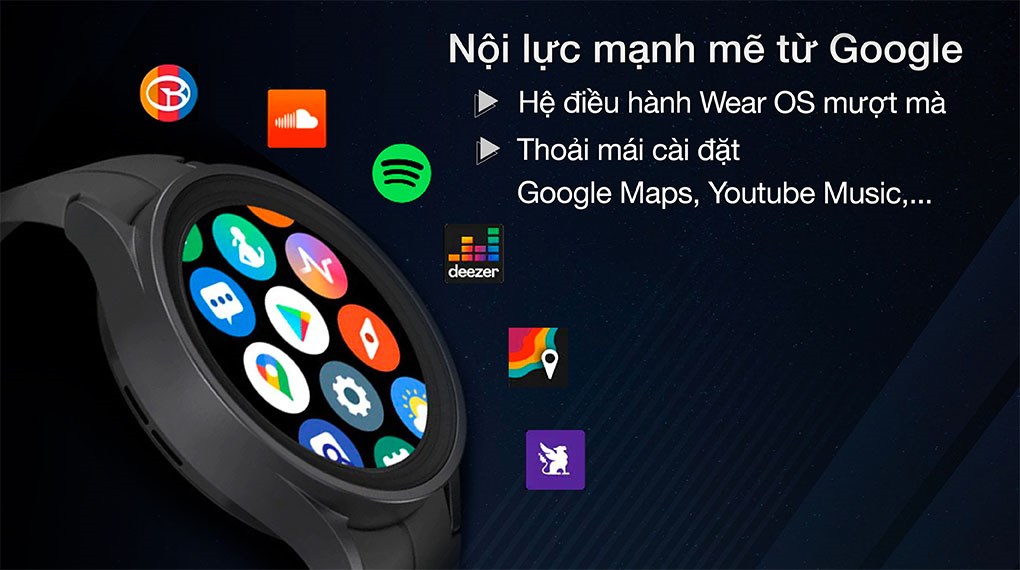 Nội lực mạnh mẽ từ Google
Hệ điều hành Wear OS mượt mà
Thoải mái cài đặt
Google Maps, Youtube Music,...
deezer